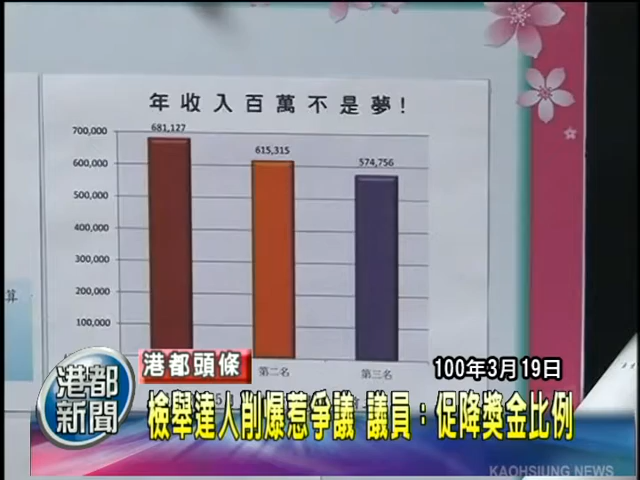 年收入百萬不是夢!
700,000
681,127
600,000
615,315
574,756
500,000
400,000
300,000
200,000
100,000
算
第二名
第三名
港都頭條
100年3月19日
港都新聞
檢舉達人削爆惹爭議 議員：促降獎金比例
KAOHSIUNG NEWS